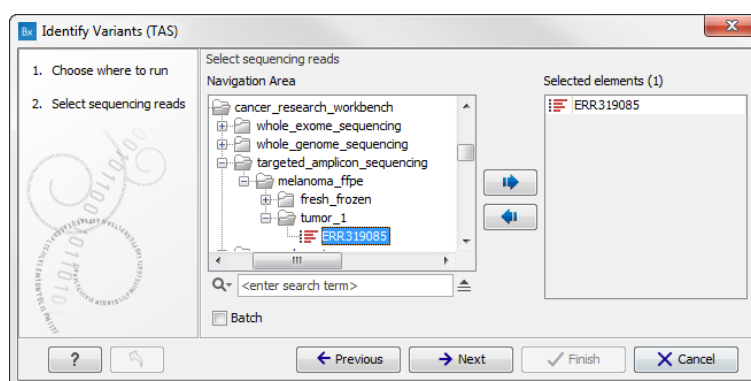 Bx Identify Variants (TAS)
1. Choose where to run
2. Select sequencing reads
Select sequencing reads
Navigation Area
cancer_research_workbench
whole_exome_sequencing
whole_genome_sequencing
targeted_amplicon_sequencing
melanoma_ffpe
fresh_frozen
tumor_1
ERR319085
<enter search term>
Batch
Selected elements (1)
ERR319085
? Previous Next Finish Cancel